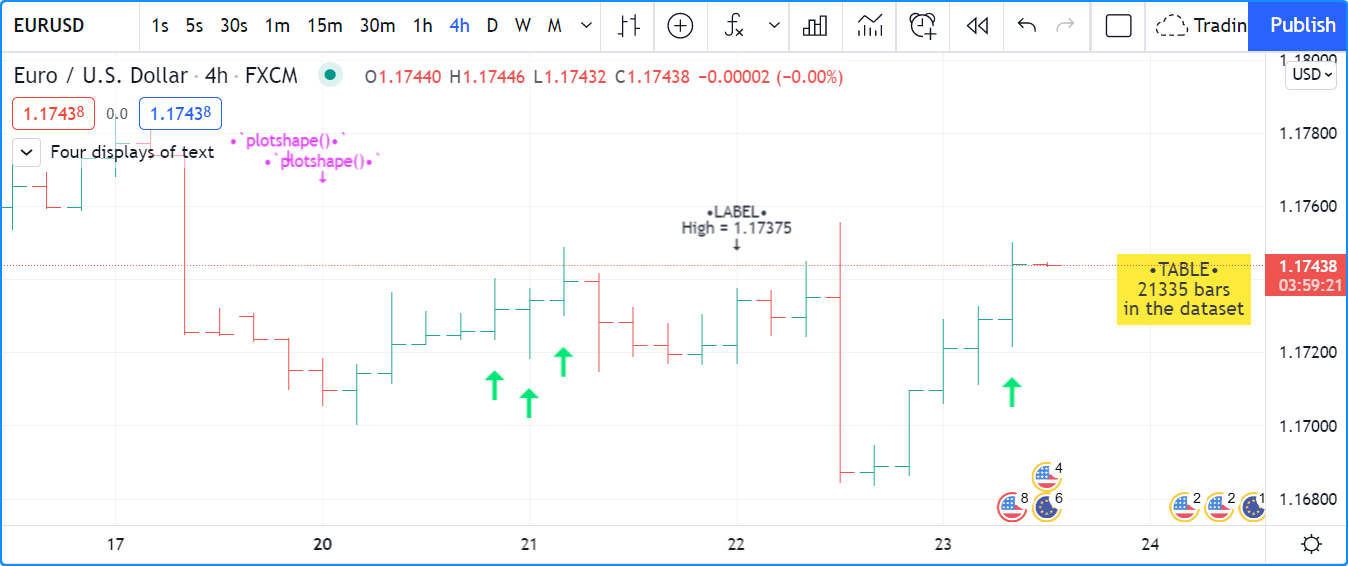 EURUSD 1s 5s 30s 1m 15m 30m 1h 4h D W M Tradin Publish
Euro / U.S. Dollar · 4h · FXCM O1.17440 H1.17446 L1.17432 C1.17438 −0.00002 (−0.00%)
1.17438 0.0 1.17438
Four displays of text
•`plotshape()•`
•`plotshape()•`
↓
•LABEL•
High = 1.17375
↓
•TABLE•
21335 bars
in the dataset
1.18000
USD
1.17800
1.17600
1.17438
03:59:21
1.17200
1.17000
1.16800
4
8 6 2 2 1
17 20 21 22 23 24